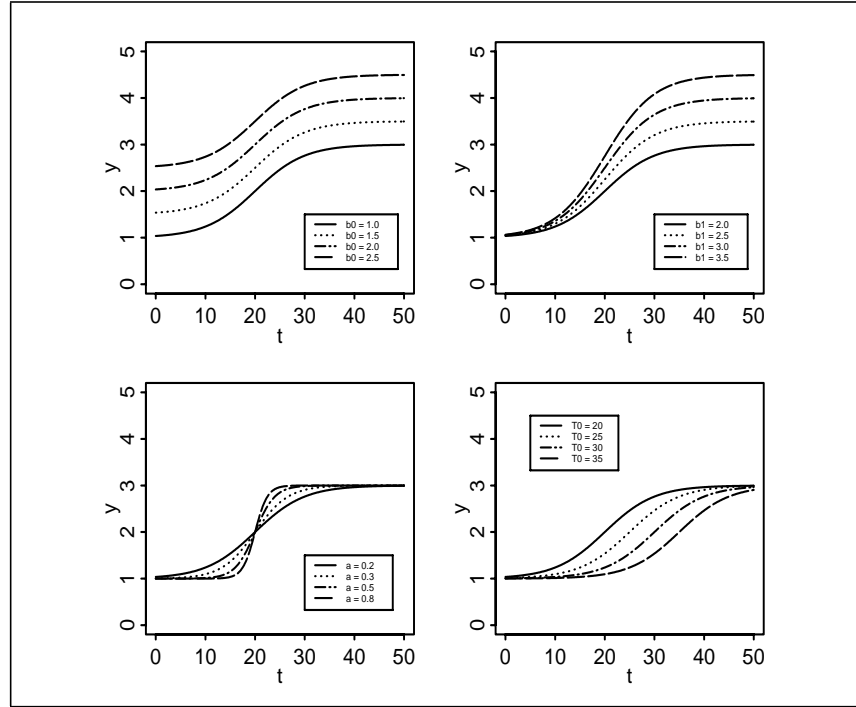 5
4
3
2
1
0
y
b0 = 1.0
b0 = 1.5
b0 = 2.0
b0 = 2.5
0 10 20 30 40 50
t
5
4
3
2
1
0
y
b1 = 2.0
b1 = 2.5
b1 = 3.0
b1 = 3.5
0 10 20 30 40 50
t
5
4
3
2
1
0
y
a = 0.2
a = 0.3
a = 0.5
a = 0.8
0 10 20 30 40 50
t
5
4
3
2
1
0
y
T0 = 20
T0 = 25
T0 = 30
T0 = 35
0 10 20 30 40 50
t